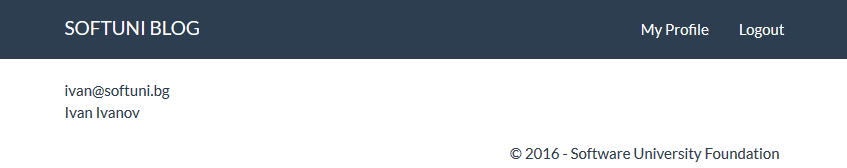 SOFTUNI BLOG My Profile Logout
ivan@softuni.bg
Ivan Ivanov
© 2016 - Software University Foundation